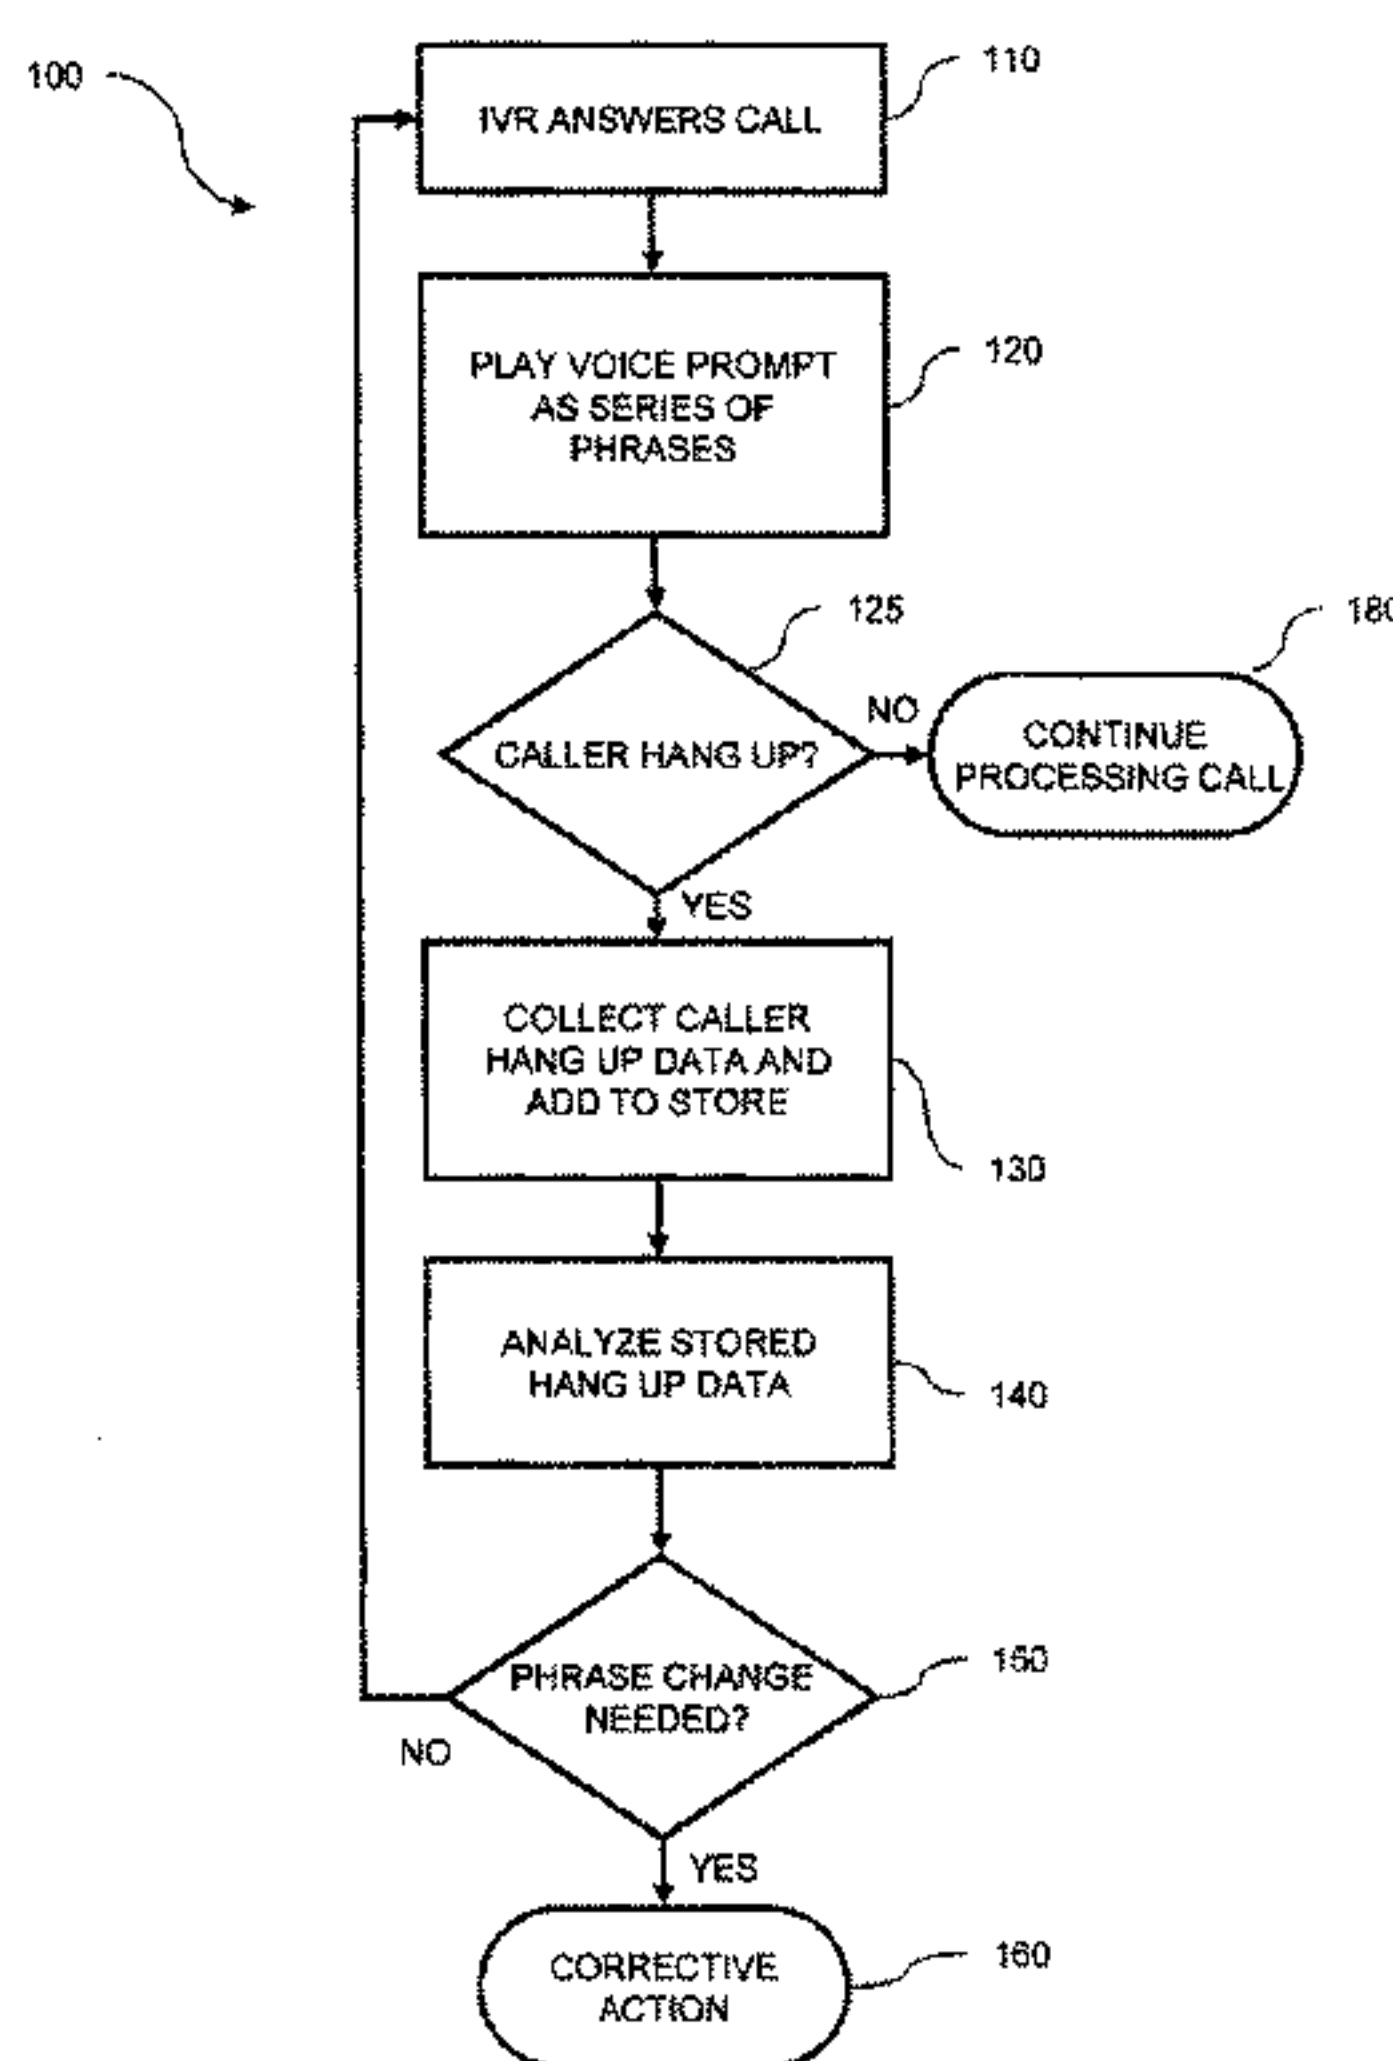 100
110
IVR ANSWERS CALL
PLAY VOICE PROMPT
AS SERIES OF
PHRASES
120
125
180
CALLER HANG UP?
NO
CONTINUE
PROCESSING CALL
YES
COLLECT CALLER
HANG UP DATA AND
ADD TO STORE
130
ANALYZE STORED
HANG UP DATA
140
PHRASE CHANGE
NEEDED?
150
NO
YES
CORRECTIVE
ACTION
160